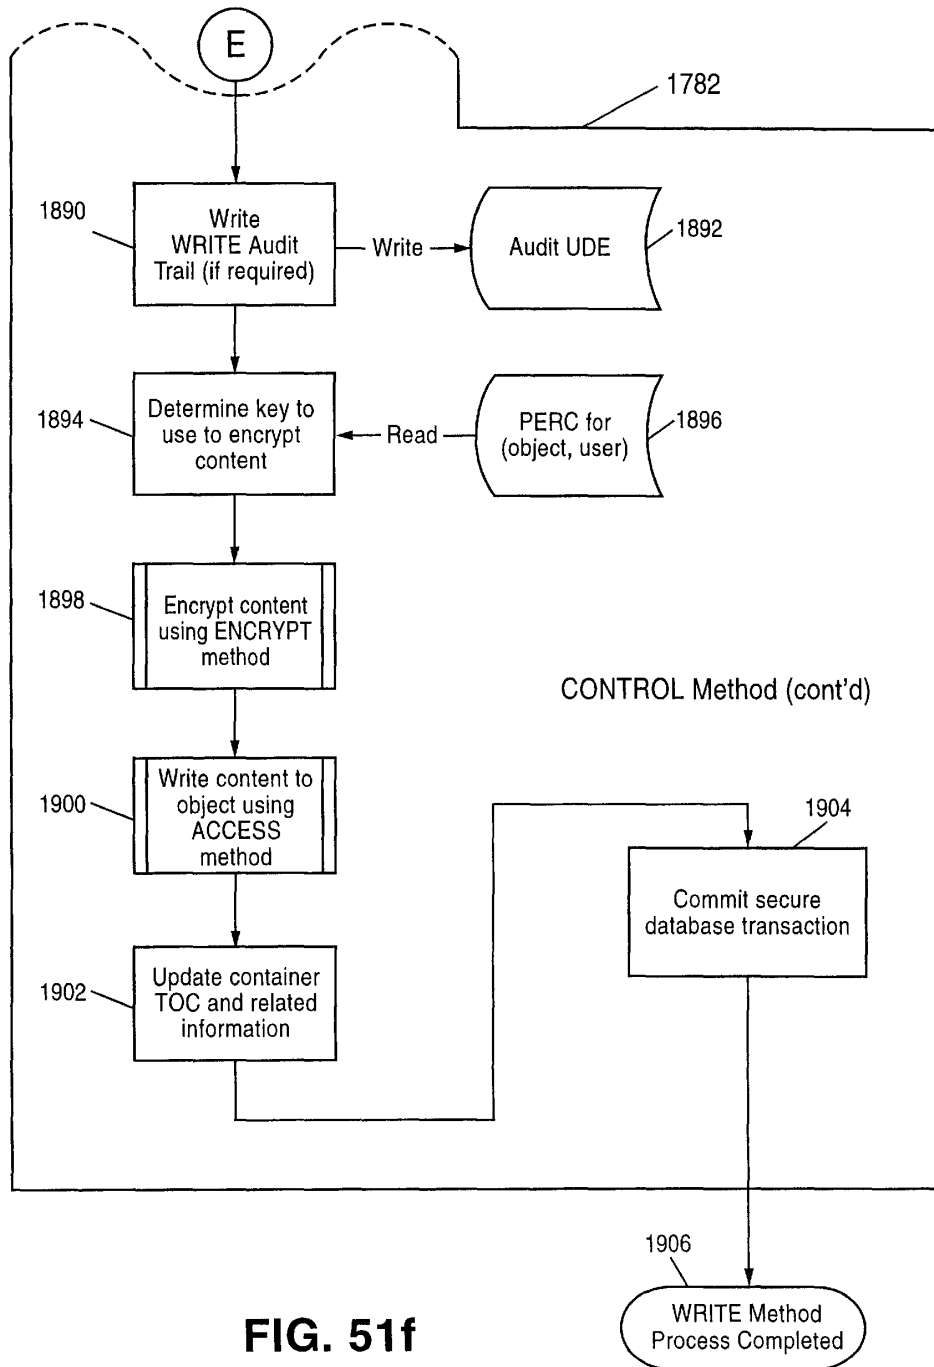 E
1782
1890
Write
WRITE Audit
Trail (if required)
Write
Audit UDE
1892
1894
Determine key to
use to encrypt
content
Read
PERC for
(object, user)
1896
1898
Encrypt content
using ENCRYPT
method
CONTROL Method (cont'd)
1900
Write content to
object using
ACCESS
method
1904
Commit secure
database transaction
1902
Update container
TOC and related
information
1906
WRITE Method
Process Completed
FIG. 51f